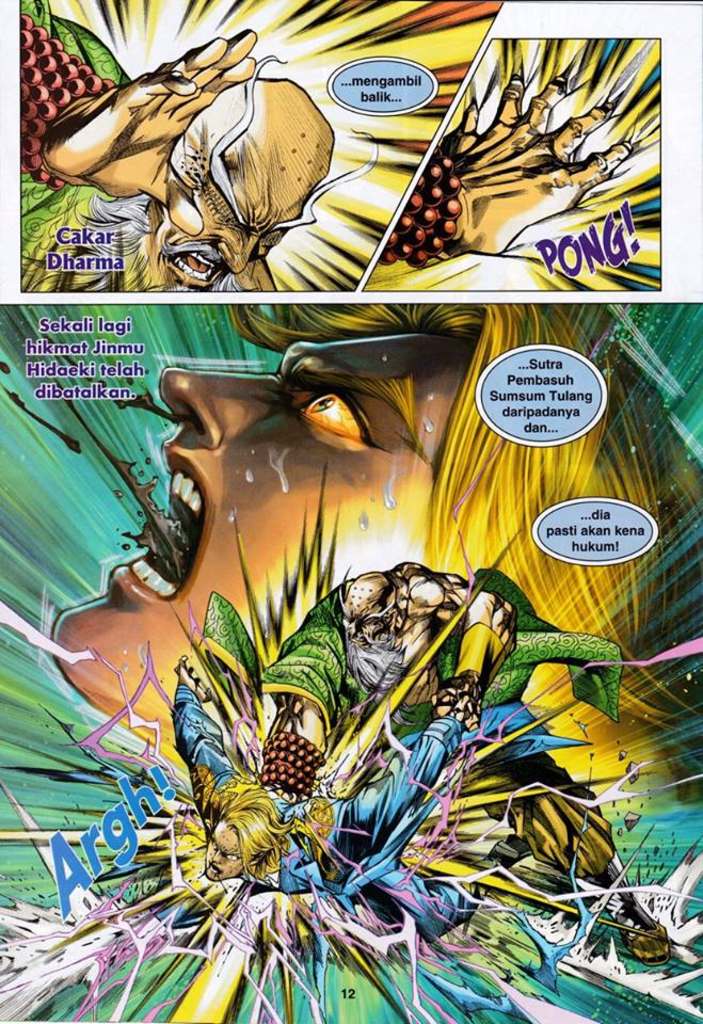 ...mengambil
balik...
Cakar
Dharma
PONG!
Sekali lagi
hikmat Jinmu
Hidaeki telah
dibatalkan.
...Sutra
Pembasuh
Sumsum Tulang
daripadanya
dan...
...dia
pasti akan kena
hukum!
Argh!
12